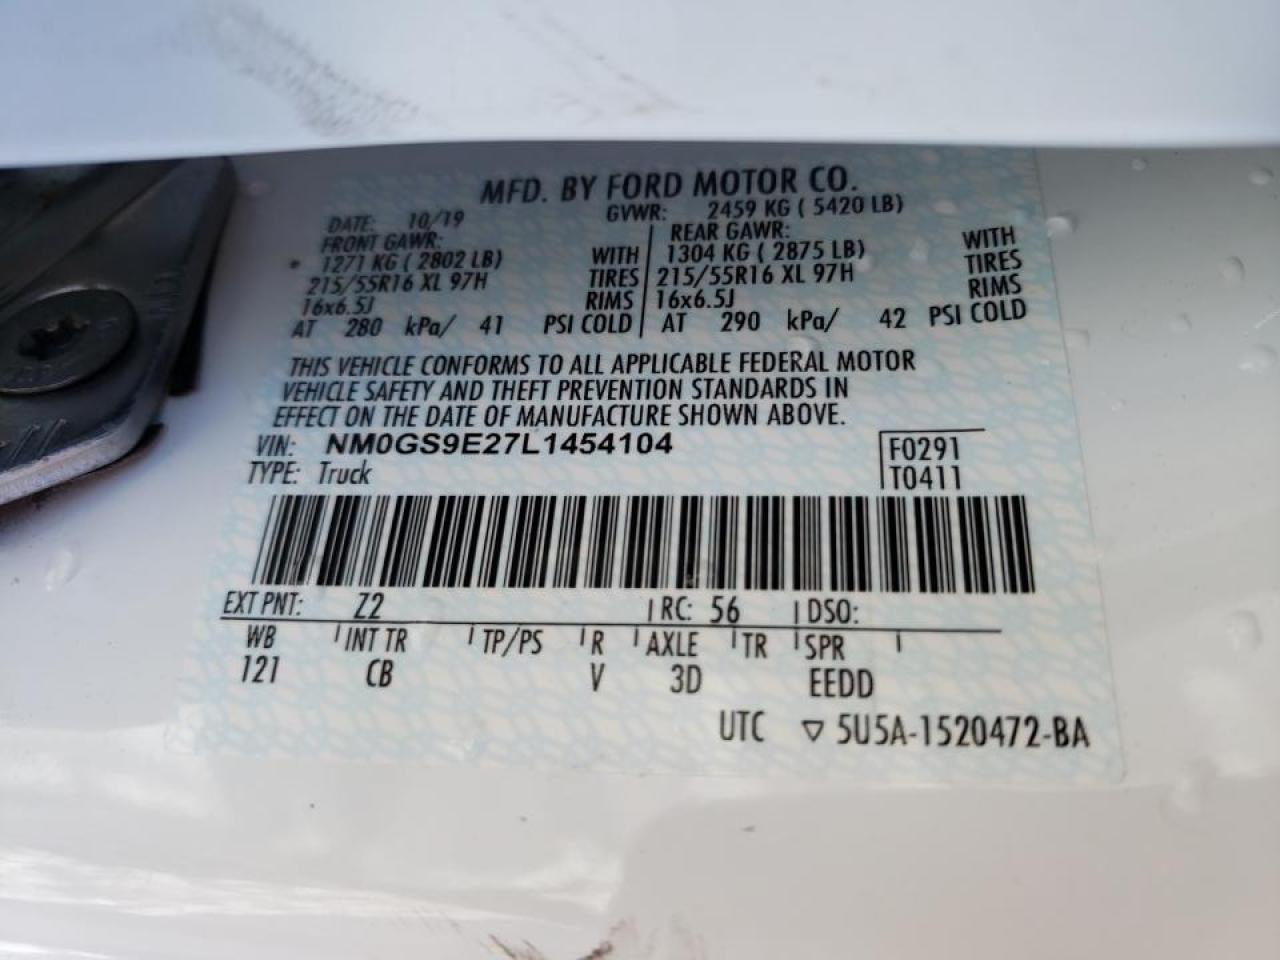 MFD. BY FORD MOTOR CO.
DATE: 10/19 GVWR: 2459 KG ( 5420 LB)
FRONT GAWR: REAR GAWR:
1271 KG ( 2802 LB) WITH 1304 KG ( 2875 LB) WITH
215/55R16 XL 97H TIRES 215/55R16 XL 97H TIRES
16x6.5J RIMS 16x6.5J RIMS
AT 280 kPa/ 41 PSI COLD AT 290 kPa/ 42 PSI COLD
THIS VEHICLE CONFORMS TO ALL APPLICABLE FEDERAL MOTOR
VEHICLE SAFETY AND THEFT PREVENTION STANDARDS IN
EFFECT ON THE DATE OF MANUFACTURE SHOWN ABOVE.
VIN: NM0GS9E27L1454104 F0291
TYPE: Truck T0411
EXT PNT: Z2 RC: 56 DSO:
WB INT TR TP/PS R AXLE TR SPR
121 CB V 3D EEDD
UTC ▽ 5U5A-1520472-BA